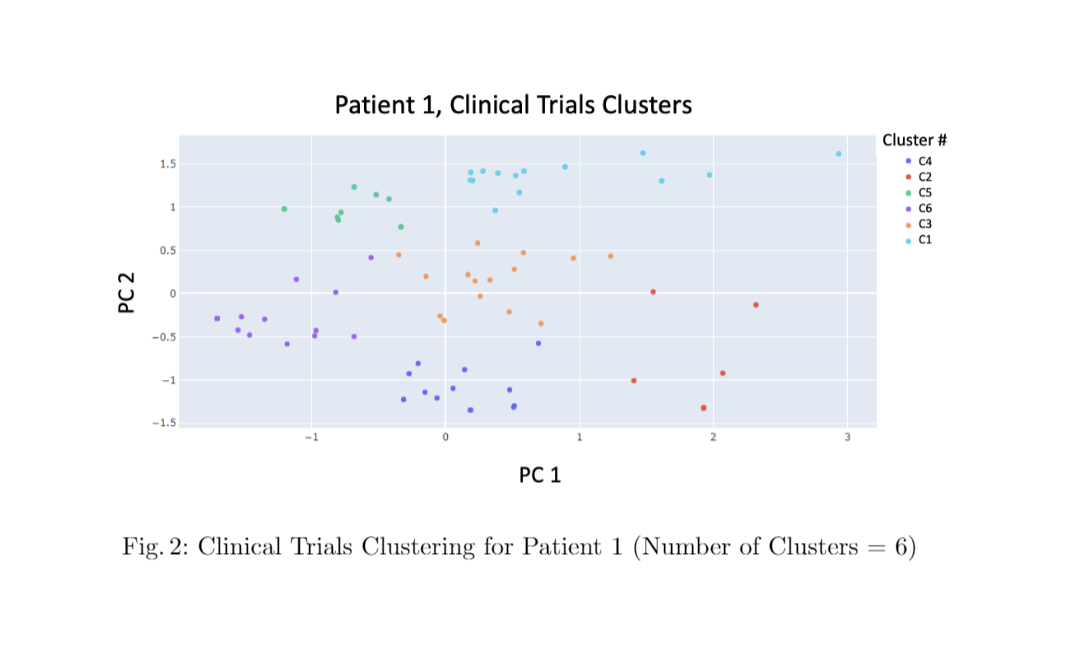 Patient 1, Clinical Trials Clusters
Cluster #
C4
C2
C5
C6
C3
C1
1.5
1
0.5
0
−0.5
−1
−1.5
PC 2
−1 0 1 2 3
PC 1
Fig. 2: Clinical Trials Clustering for Patient 1 (Number of Clusters = 6)